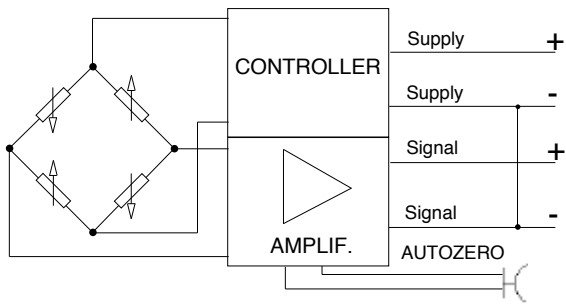 Supply +
CONTROLLER
Supply -
Signal +
Signal -
AMPLIF.
AUTOZERO